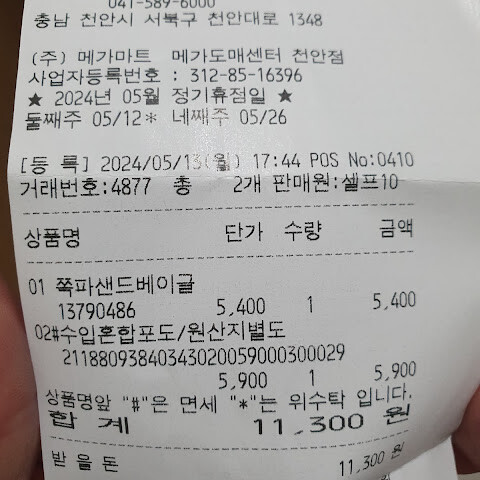 041-589-6000
충남 천안시 서북구 천안대로 1348
(주) 메가마트 메가도매센터 천안점
사업자등록번호 : 312-85-16396
★ 2024년 05월 정기휴점일 ★
둘째주 05/12* 네째주 05/26
[등 록] 2024/05/13(월) 17:44 POS No:0410
거래번호:4877 총 2개 판매원:셀프10
상품명 단가 수량 금액
01 쪽파샌드베이글
13790486 5,400 1 5,400
02#수입혼합포도/원산지별도
21188093840343020059000300029
5,900 1 5,900
상품명앞 "#"은 면세 "*"는 위수탁 입니다.
합 계 11,300 원
받 을 돈 11,300 원